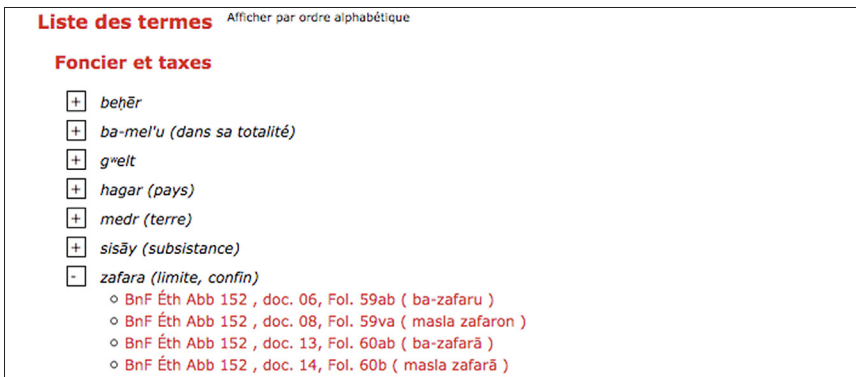 Liste des termes Afficher par ordre alphabétique
Foncier et taxes
+ beḥēr
+ ba-mel'u (dans sa totalité)
+ gʷelt
+ hagar (pays)
+ medr (terre)
+ sisāy (subsistance)
- zafara (limite, confin)
BnF Éth Abb 152 , doc. 06, Fol. 59ab ( ba-zafaru )
BnF Éth Abb 152 , doc. 08, Fol. 59va ( masla zafaron )
BnF Éth Abb 152 , doc. 13, Fol. 60ab ( ba-zafarā )
BnF Éth Abb 152 , doc. 14, Fol. 60b ( masla zafarā )